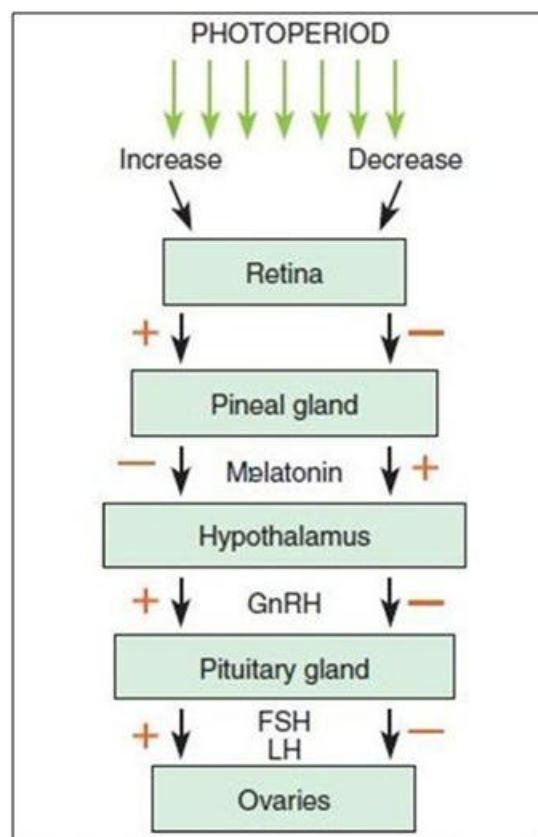 PHOTOPERIOD
Increase Decrease
Retina
+ −
Pineal gland
− Melatonin +
Hypothalamus
+ GnRH −
Pituitary gland
+ FSH −
LH
Ovaries